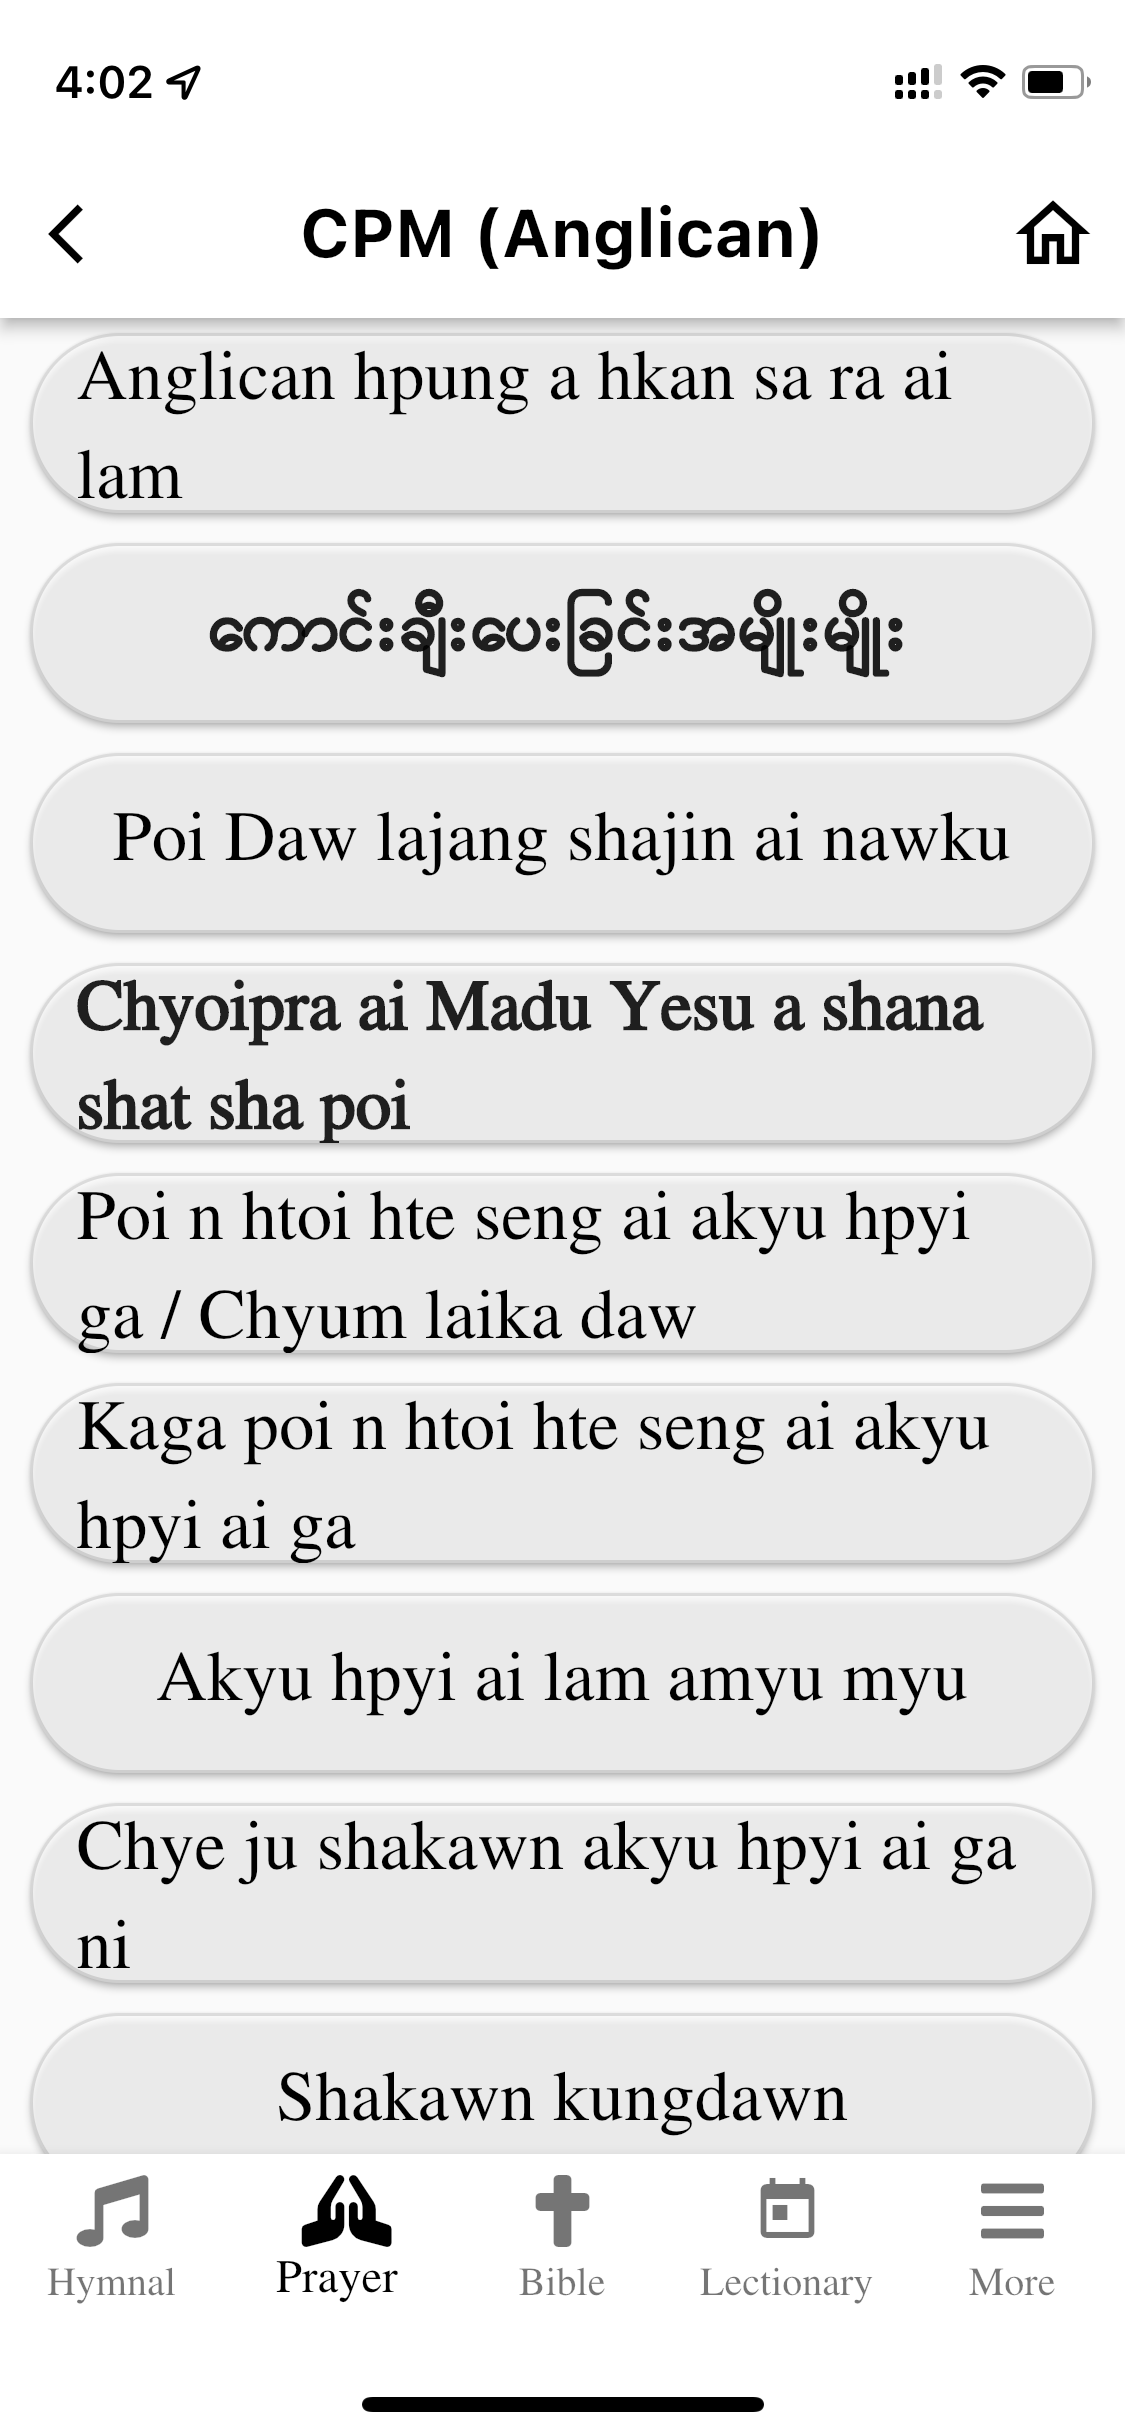 4:02
CPM (Anglican)
Anglican hpung a hkan sa ra ai
lam
ကောင်းချီးပေးခြင်းအမျိုးမျိုး
Poi Daw lajang shajin ai nawku
Chyoipra ai Madu Yesu a shana
shat sha poi
Poi n htoi hte seng ai akyu hpyi
ga / Chyum laika daw
Kaga poi n htoi hte seng ai akyu
hpyi ai ga
Akyu hpyi ai lam amyu myu
Chye ju shakawn akyu hpyi ai ga
ni
Shakawn kungdawn
Hymnal
Prayer
Bible
Lectionary
More